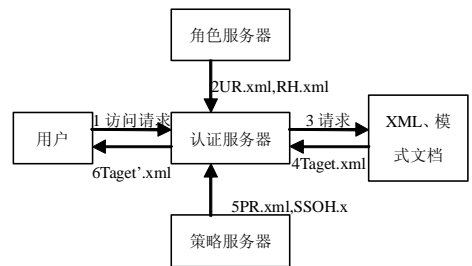 角色服务器
2UR.xml,RH.xml
1 访问请求
3 请求
用户
认证服务器
XML、模
式文档
6Taget’.xml
4Taget.xml
5PR.xml,SSOH.x
策略服务器